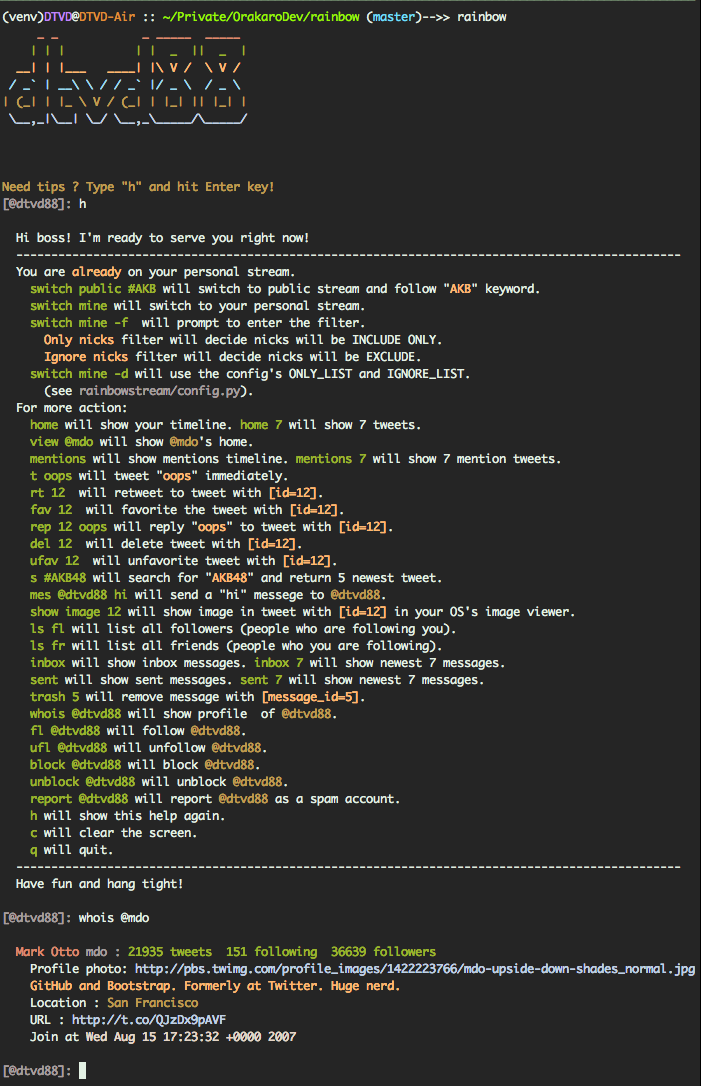 (venv)DTVD@DTVD-Air :: ~/Private/OrakaroDev/rainbow (master)-->> rainbow
dtvd88
Need tips ? Type "h" and hit Enter key!
[@dtvd88]: h
Hi boss! I'm ready to serve you right now!
-----------------------------------------------------------------------------------------------
You are already on your personal stream.
switch public #AKB will switch to public stream and follow "AKB" keyword.
switch mine will switch to your personal stream.
switch mine -f  will prompt to enter the filter.
Only nicks filter will decide nicks will be INCLUDE ONLY.
Ignore nicks filter will decide nicks will be EXCLUDE.
switch mine -d will use the config's ONLY_LIST and IGNORE_LIST.
(see rainbowstream/config.py).
For more action:
home will show your timeline. home 7 will show 7 tweets.
view @mdo will show @mdo's home.
mentions will show mentions timeline. mentions 7 will show 7 mention tweets.
t oops will tweet "oops" immediately.
rt 12  will retweet to tweet with [id=12].
fav 12  will favorite the tweet with [id=12].
rep 12 oops will reply "oops" to tweet with [id=12].
del 12  will delete tweet with [id=12].
ufav 12  will unfavorite tweet with [id=12].
s #AKB48 will search for "AKB48" and return 5 newest tweet.
mes @dtvd88 hi will send a "hi" messege to @dtvd88.
show image 12 will show image in tweet with [id=12] in your OS's image viewer.
ls fl will list all followers (people who are following you).
ls fr will list all friends (people who you are following).
inbox will show inbox messages. inbox 7 will show newest 7 messages.
sent will show sent messages. sent 7 will show newest 7 messages.
trash 5 will remove message with [message_id=5].
whois @dtvd88 will show profile  of @dtvd88.
fl @dtvd88 will follow @dtvd88.
ufl @dtvd88 will unfollow @dtvd88.
block @dtvd88 will block @dtvd88.
unblock @dtvd88 will unblock @dtvd88.
report @dtvd88 will report @dtvd88 as a spam account.
h will show this help again.
c will clear the screen.
q will quit.
-----------------------------------------------------------------------------------------------
Have fun and hang tight!
[@dtvd88]: whois @mdo
Mark Otto mdo : 21935 tweets  151 following  36639 followers
Profile photo: http://pbs.twimg.com/profile_images/1422223766/mdo-upside-down-shades_normal.jpg
GitHub and Bootstrap. Formerly at Twitter. Huge nerd.
Location : San Francisco
URL : http://t.co/QJzDx9pAVF
Join at Wed Aug 15 17:23:32 +0000 2007
[@dtvd88]: